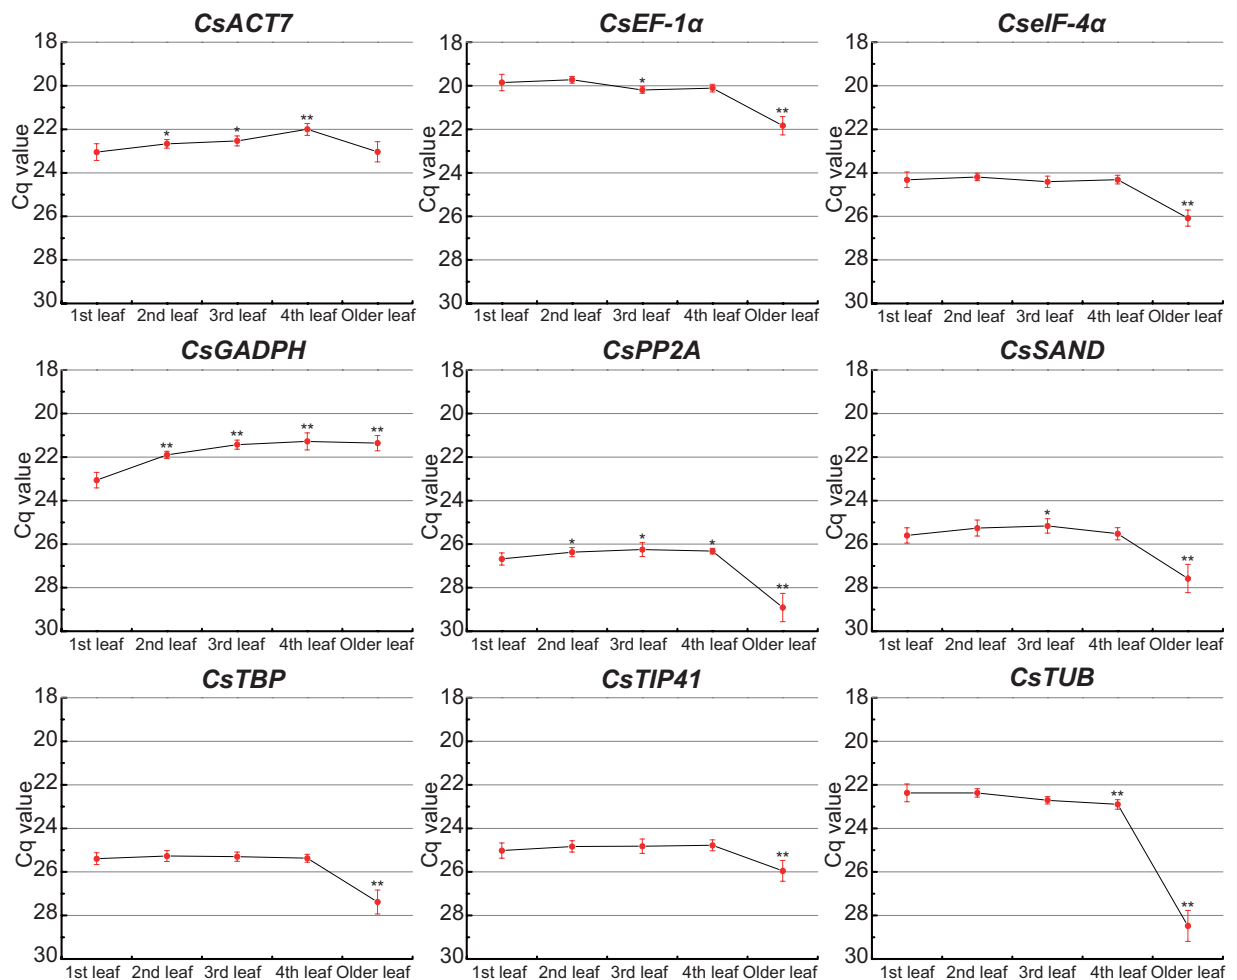 CsACT7 CsEF-1α CseIF-4α
18 18 18
20 20 20
22 22 22
24 24 24
26 26 26
28 28 28
30 30 30
Cq value Cq value Cq value
* * **
* **
**
1st leaf 2nd leaf 3rd leaf 4th leaf Older leaf 1st leaf 2nd leaf 3rd leaf 4th leaf Older leaf 1st leaf 2nd leaf 3rd leaf 4th leaf Older leaf
CsGADPH CsPP2A CsSAND
18 18 18
20 20 20
22 22 22
24 24 24
26 26 26
28 28 28
30 30 30
Cq value Cq value Cq value
** ** ** **
* * * **
* **
1st leaf 2nd leaf 3rd leaf 4th leaf Older leaf 1st leaf 2nd leaf 3rd leaf 4th leaf Older leaf 1st leaf 2nd leaf 3rd leaf 4th leaf Older leaf
CsTBP CsTIP41 CsTUB
18 18 18
20 20 20
22 22 22
24 24 24
26 26 26
28 28 28
30 30 30
Cq value Cq value Cq value
**
**
** **
1st leaf 2nd leaf 3rd leaf 4th leaf Older leaf 1st leaf 2nd leaf 3rd leaf 4th leaf Older leaf 1st leaf 2nd leaf 3rd leaf 4th leaf Older leaf